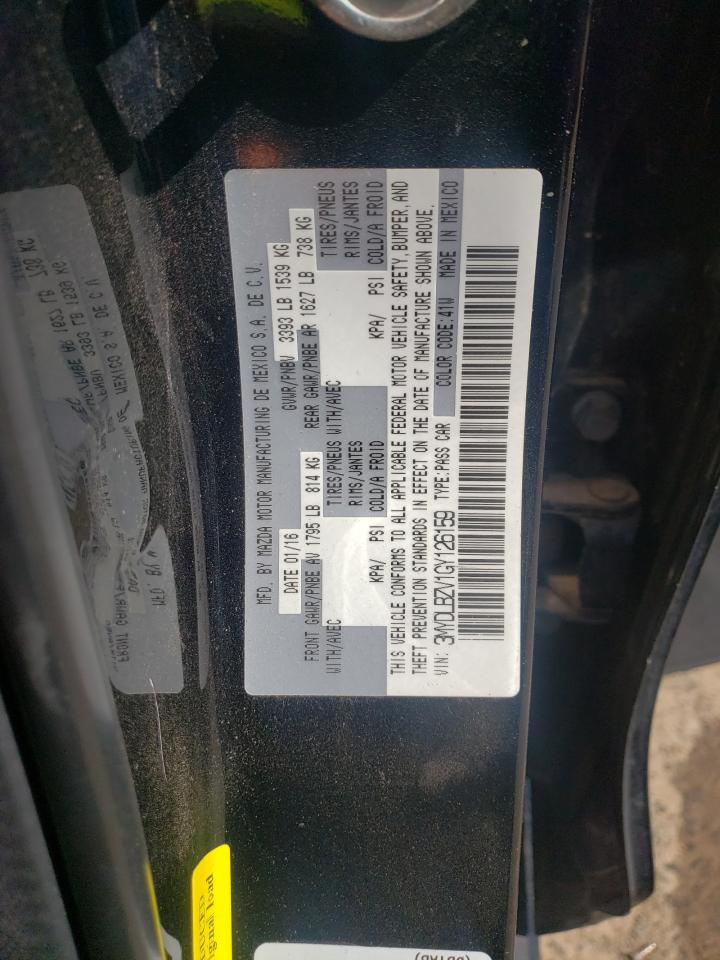 MFD. BY MAZDA MOTOR MANUFACTURING DE MEXICO S.A. DE C.V.
DATE 01/16 GVWR/PNBV 3393 LB 1539 KG
FRONT GAWR/PNBE AV 1795 LB 814 KG REAR GAWR/PNBE AR 1627 LB 738 KG
WITH/AVEC TIRES/PNEUS WITH/AVEC TIRES/PNEUS
RIMS/JANTES RIMS/JANTES
KPA/ PSI COLD/A FROID KPA/ PSI COLD/A FROID
THIS VEHICLE CONFORMS TO ALL APPLICABLE FEDERAL MOTOR VEHICLE SAFETY, BUMPER, AND
THEFT PREVENTION STANDARDS IN EFFECT ON THE DATE OF MANUFACTURE SHOWN ABOVE.
VIN: 3MYDLBZV1GY126159 TYPE:PASS CAR COLOR CODE:41W MADE IN MEXICO